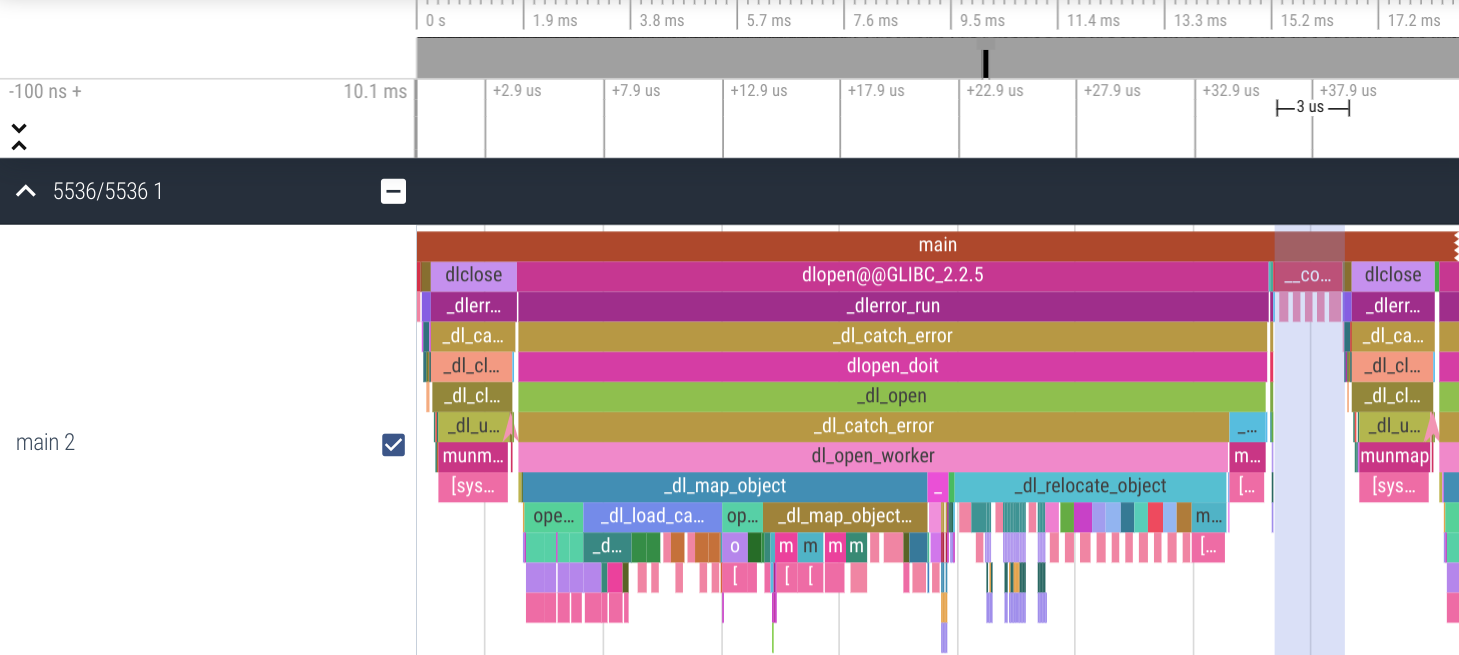 0 s 1.9 ms 3.8 ms 5.7 ms 7.6 ms 9.5 ms 11.4 ms 13.3 ms 15.2 ms 17.2 ms
-100 ns + 10.1 ms +2.9 us +7.9 us +12.9 us +17.9 us +22.9 us +27.9 us +32.9 us +37.9 us
3 us
5536/5536 1
main
dlclose dlopen@@GLIBC_2.2.5 __co... dlclose
_dlerr... _dlerror_run _dlerr...
_dl_ca... _dl_catch_error _dl_ca...
_dl_cl... dlopen_doit _dl_cl...
_dl_cl... _dl_open _dl_cl...
_dl_u... _dl_catch_error _... _dl_u...
main 2
munm... dl_open_worker m... munmap
[sys... _dl_map_object _ _dl_relocate_object [... [sys...
ope... _dl_load_ca... op... _dl_map_object... m...
_d... o m m m m [...
[ [ [